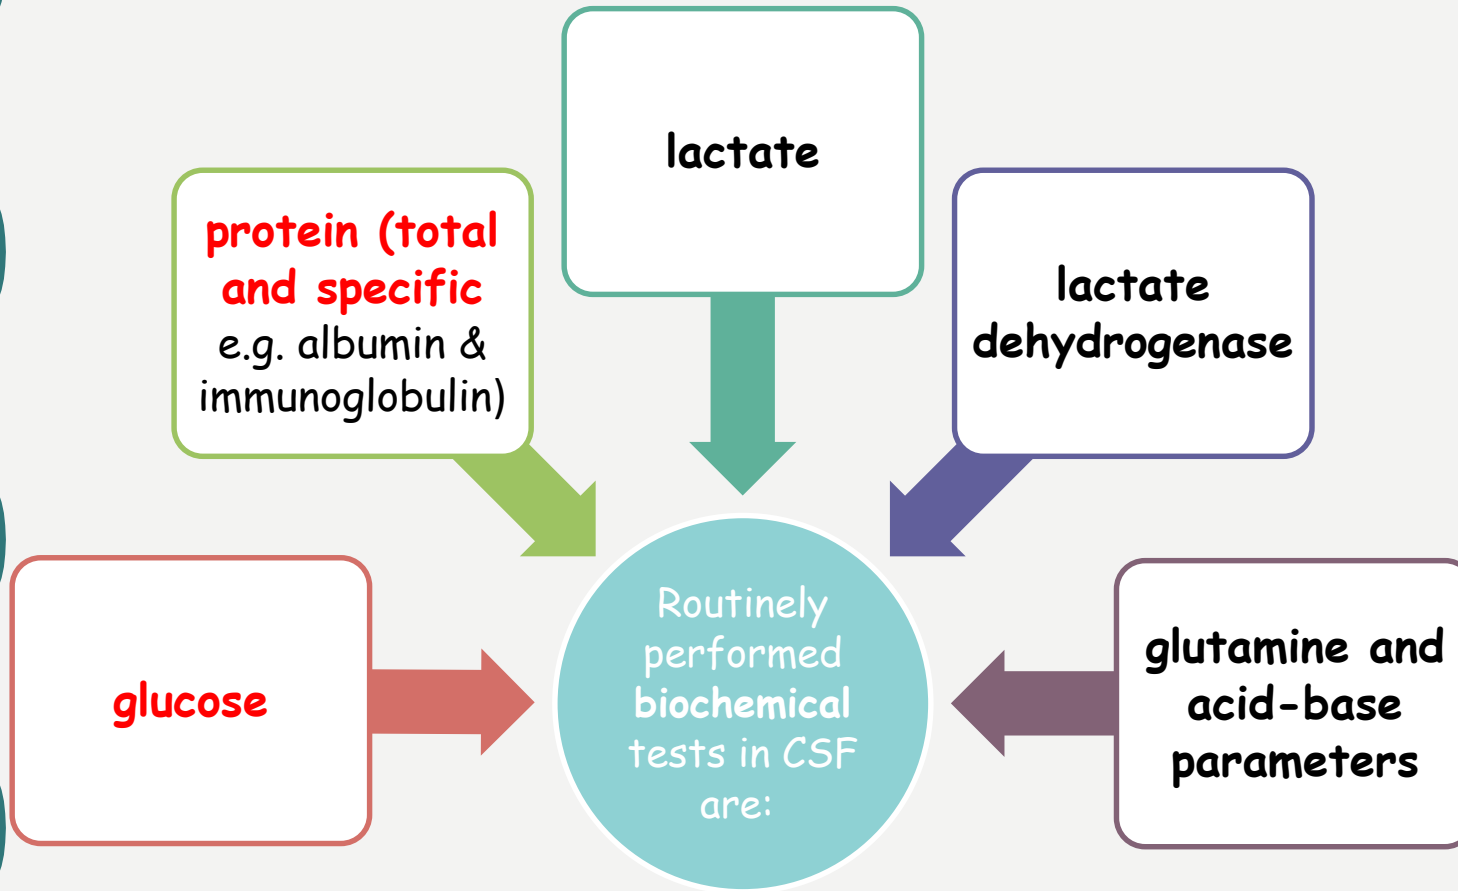 lactate
protein (total
and specific
e.g. albumin &
immunoglobulin)
lactate
dehydrogenase
glucose
Routinely
performed
biochemical
tests in CSF
are:
glutamine and
acid-base
parameters